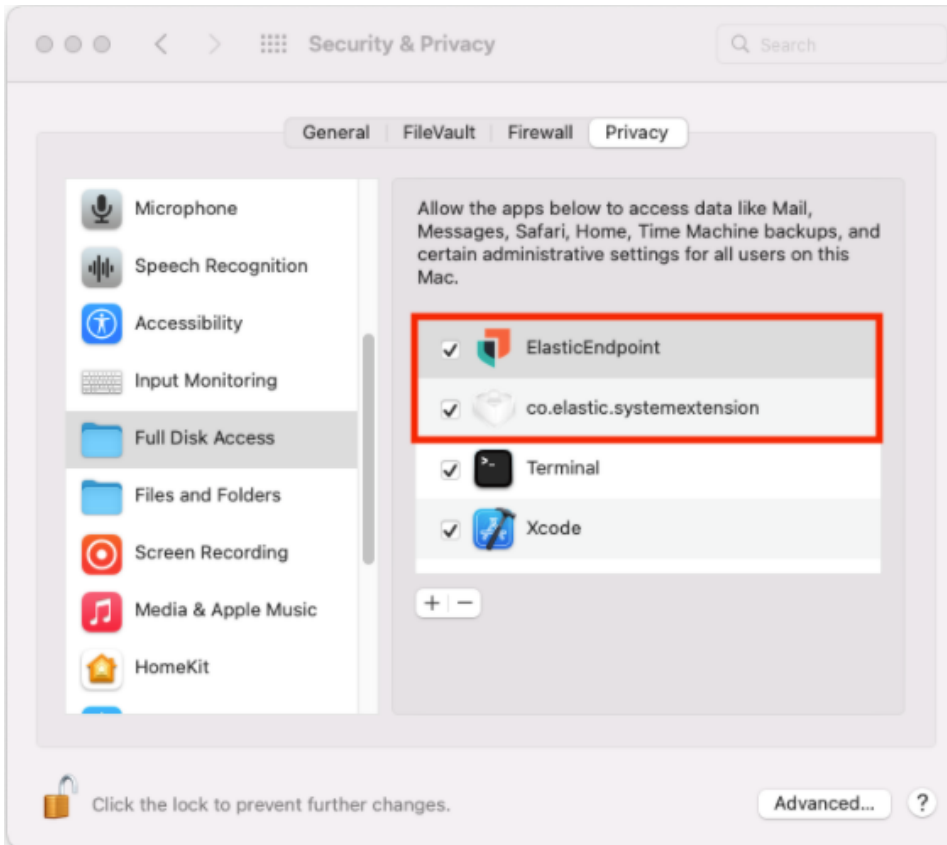 Security & Privacy
Search
General
FileVault
Firewall
Privacy
Microphone
Speech Recognition
Accessibility
Input Monitoring
Full Disk Access
Files and Folders
Screen Recording
Media & Apple Music
HomeKit
Allow the apps below to access data like Mail,
Messages, Safari, Home, Time Machine backups, and
certain administrative settings for all users on this
Mac.
ElasticEndpoint
co.elastic.systemextension
Terminal
Xcode
Click the lock to prevent further changes.
Advanced...
?